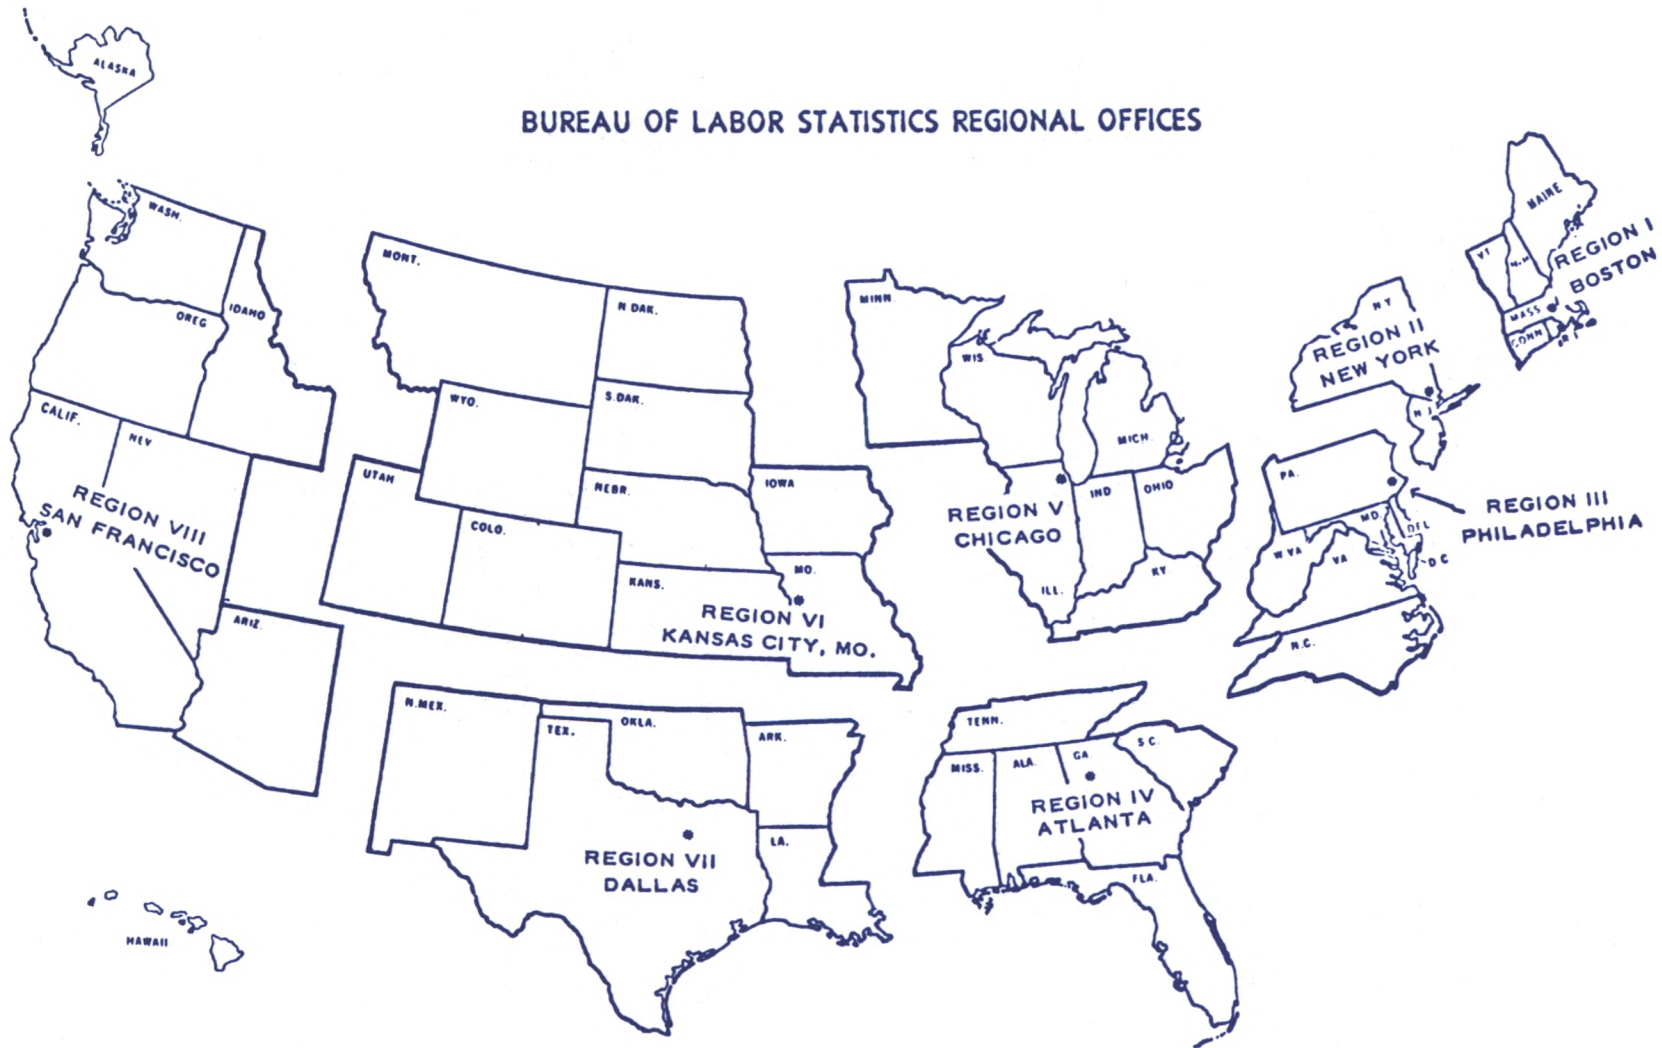 ALASKA
BUREAU OF LABOR STATISTICS REGIONAL OFFICES
WASH.
OREG
IDAHO
CALIF.
NEV
REGION VIII
SAN FRANCISCO
ARIZ.
HAWAII
MONT.
N DAK.
WYO.
S.DAK.
UTAH
NEBR.
IOWA
COLO.
KANS.
MO.
REGION VI
KANSAS CITY, MO.
N.MEX.
TEX.
OKLA.
ARK.
LA.
REGION VII
DALLAS
MINN.
WIS.
MICH.
REGION V
CHICAGO
IND
OHIO
ILL.
KY
TENN.
MISS.
ALA.
GA.
S C.
REGION IV
ATLANTA
FLA.
N.Y
REGION II
NEW YORK
N J.
MAINE
VT
N.H
REGION I
BOSTON
MASS
CONN
R I
PA.
MD.
DEL
D C
W.VA
VA
N.C.
REGION III
PHILADELPHIA